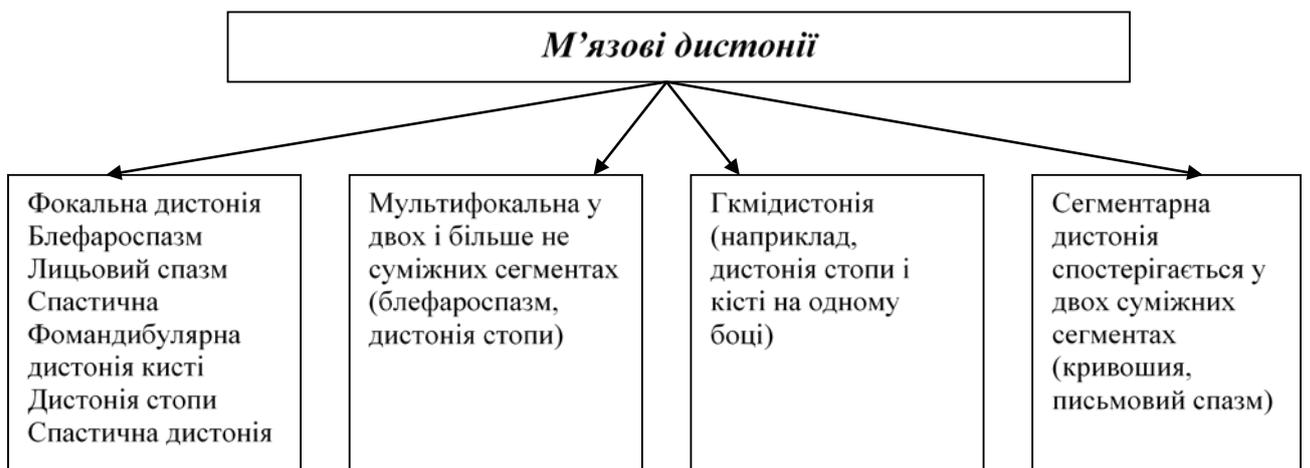 М’язові дистонії
Фокальна дистонія
Блефароспазм
Лицьовий спазм
Спастична
Фомандибулярна
дистонія кисті
Дистонія стопи
Спастична дистонія
Мультифокальна у
двох і більше не
суміжних сегментах
(блефароспазм,
дистонія стопи)
Гкмідистонія
(наприклад,
дистонія стопи і
кісті на одному
боці)
Сегментарна
дистонія
спостерігається у
двох суміжних
сегментах
(кривошия,
письмовий спазм)